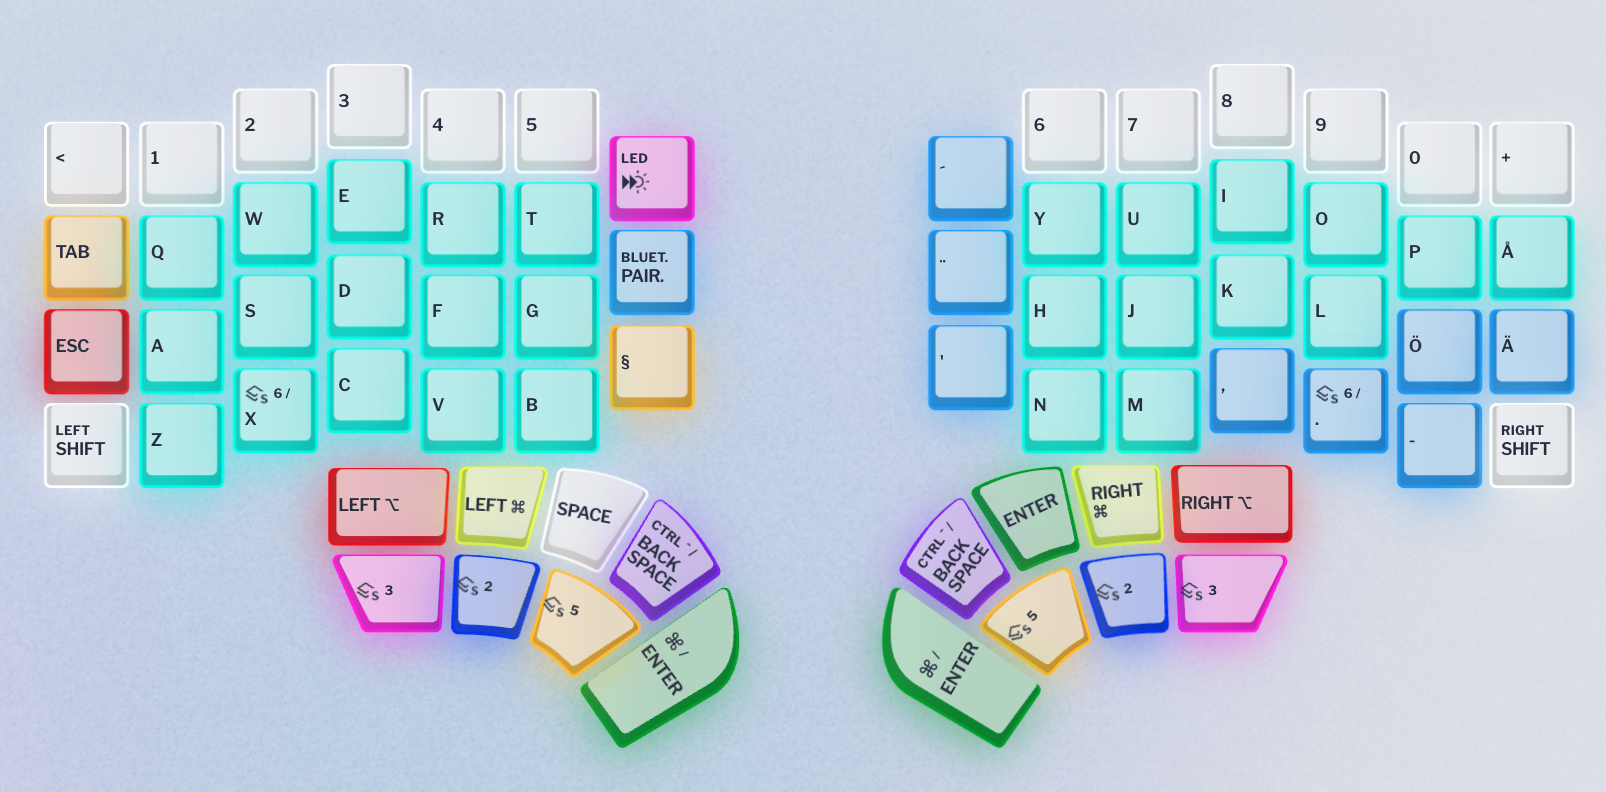 < 1 2 3 4 5 LED
TAB Q W E R T BLUET.
PAIR.
ESC A S D F G §
LEFT
SHIFT Z 6 /
X C V B
LEFT ⌥ LEFT ⌘ SPACE CTRL ⌃ /
BACK
SPACE
S 3 S 2 S 5 ⌘ /
ENTER
´ 6 7 8 9 0 +
¨ Y U I O P Å
' H J K L Ö Ä
N M , S 6 /
. - RIGHT
SHIFT
CTRL ⌃ /
BACK
SPACE ENTER RIGHT
⌘ RIGHT ⌥
⌘ /
ENTER S 5 S 2 S 3